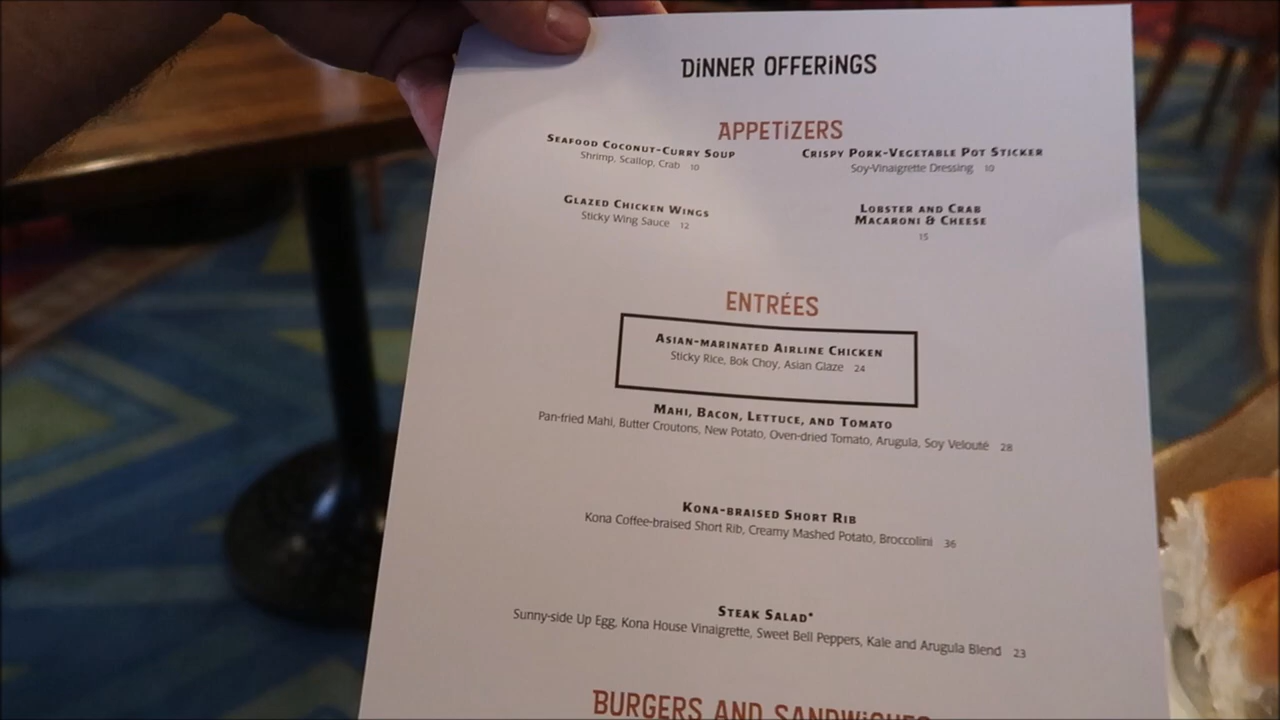 DINNER OFFERINGS
APPETIZERS
SEAFOOD COCONUT-CURRY SOUP
Shrimp, Scallop, Crab 10
CRISPY PORK-VEGETABLE POT STICKER
Soy-Vinaigrette Dressing 10
GLAZED CHICKEN WINGS
Sticky Wing Sauce 12
LOBSTER AND CRAB
MACARONI & CHEESE
15
ENTRÉES
ASIAN-MARINATED AIRLINE CHICKEN
Sticky Rice, Bok Choy, Asian Glaze 24
MAHI, BACON, LETTUCE, AND TOMATO
Pan-fried Mahi, Butter Croutons, New Potato, Oven-dried Tomato, Arugula, Soy Velouté 28
KONA-BRAISED SHORT RIB
Kona Coffee-braised Short Rib, Creamy Mashed Potato, Broccolini 36
STEAK SALAD*
Sunny-side Up Egg, Kona House Vinaigrette, Sweet Bell Peppers, Kale and Arugula Blend 23
BURGERS AND SANDWICHES